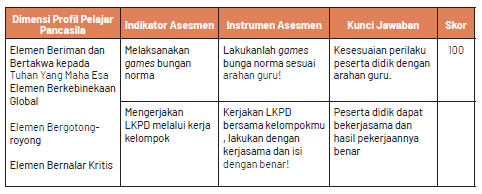 Dimensi Profil Pelajar Pancasila
Indikator Asesmen
Instrumen Asesmen
Kunci Jawaban
Skor
Elemen Beriman dan
Bertakwa kepada
Tuhan Yang Maha Esa
Elemen Berkebinekaan
Global
Elemen Bergotong-
royong
Elemen Bernalar Kritis
Melaksanakan
games bungan
norma
Lakukanlah games
bunga norma sesuai
arahan guru!
Kesesuaian perilaku
peserta didik dengan
arahan guru.
100
Mengerjakan
LKPD melalui kerja
kelompok
Kerjakan LKPD
bersama kelompokmu
, lakukan dengan
kerjasama dan isi
dengan benar!
Peserta didik dapat
bekerjasama dan
hasil pekerjaannya
benar